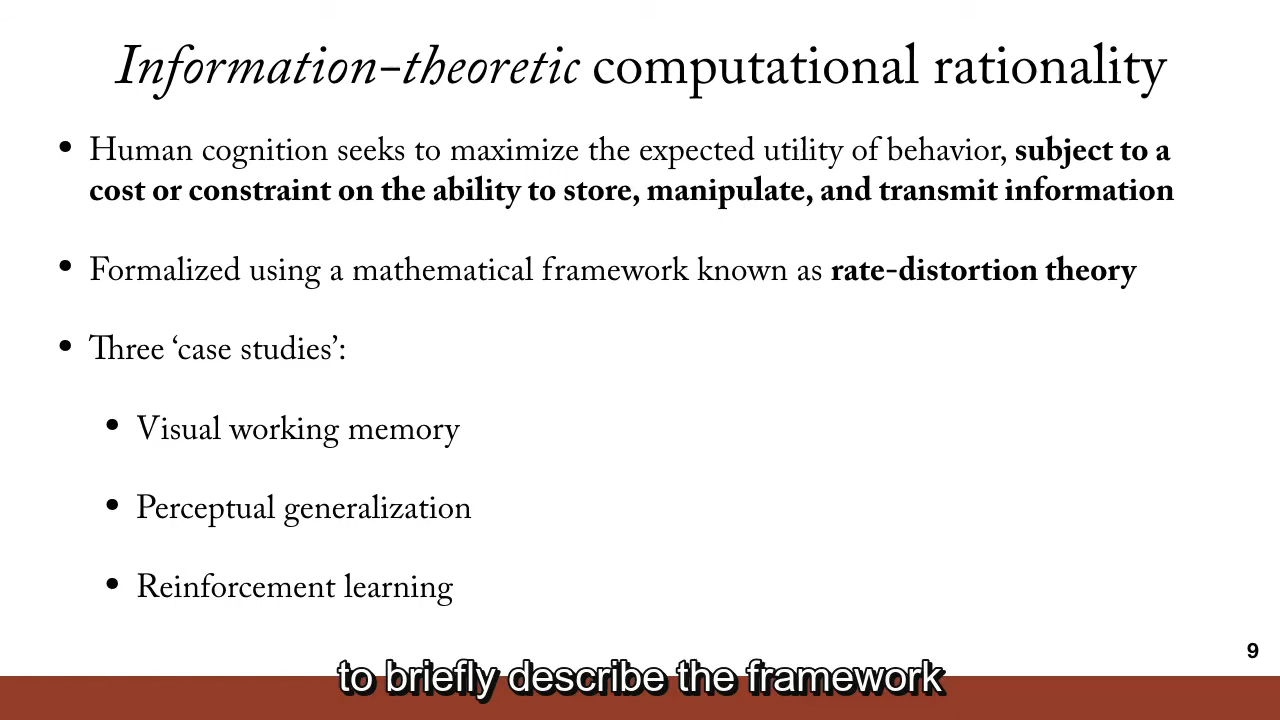 Information-theoretic computational rationality
• Human cognition seeks to maximize the expected utility of behavior, subject to a
cost or constraint on the ability to store, manipulate, and transmit information
• Formalized using a mathematical framework known as rate-distortion theory
• Three ‘case studies’:
• Visual working memory
• Perceptual generalization
• Reinforcement learning
9
to briefly describe the framework